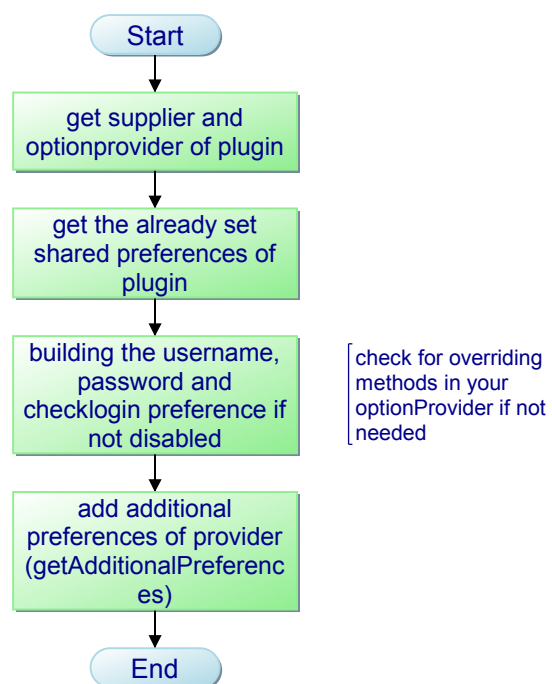 Start
get supplier and
optionprovider of plugin
get the already set
shared preferences of
plugin
building the username,
password and
checklogin preference if
not disabled
check for overriding
methods in your
optionProvider if not
needed
add additional
preferences of provider
(getAdditionalPreferenc
es)
End